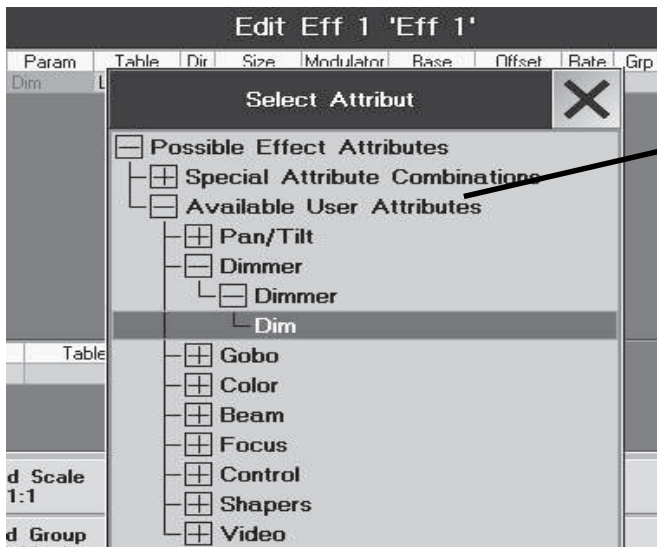 Edit Eff 1 'Eff 1'
Param Table Dir Size Modulator Base Offset Rate Grp
Dim L
Select Attribut
Possible Effect Attributes
Special Attribute Combinations
Available User Attributes
Pan/Tilt
Dimmer
Dimmer
Dim
Table
Gobo
Color
Beam
Focus
Control
d Scale
1:1
Shapers
d Group
Video